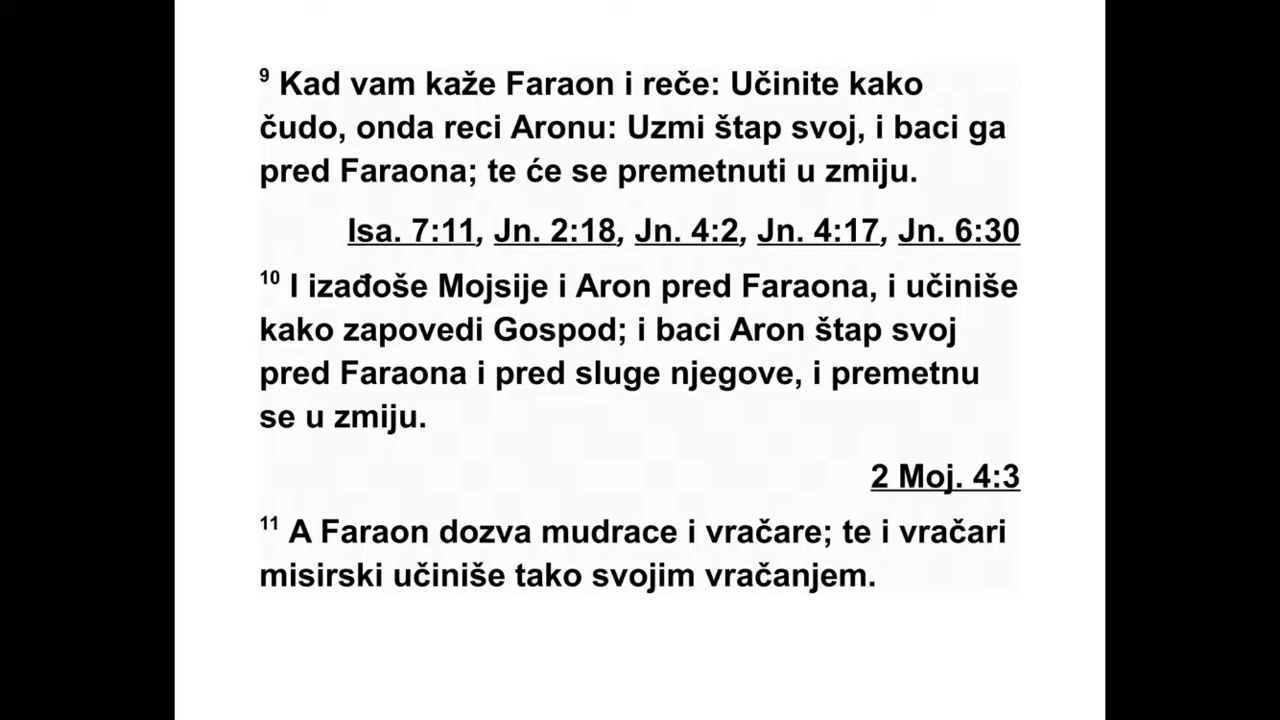 9 Kad vam kaže Faraon i reče: Učinite kako
čudo, onda reci Aronu: Uzmi štap svoj, i baci ga
pred Faraona; te će se premetnuti u zmiju.
Isa. 7:11, Jn. 2:18, Jn. 4:2, Jn. 4:17, Jn. 6:30
10 I izađoše Mojsije i Aron pred Faraona, i učiniše
kako zapovedi Gospod; i baci Aron štap svoj
pred Faraona i pred sluge njegove, i premetnu
se u zmiju.
2 Moj. 4:3
11 A Faraon dozva mudrace i vračare; te i vračari
misirski učiniše tako svojim vračanjem.